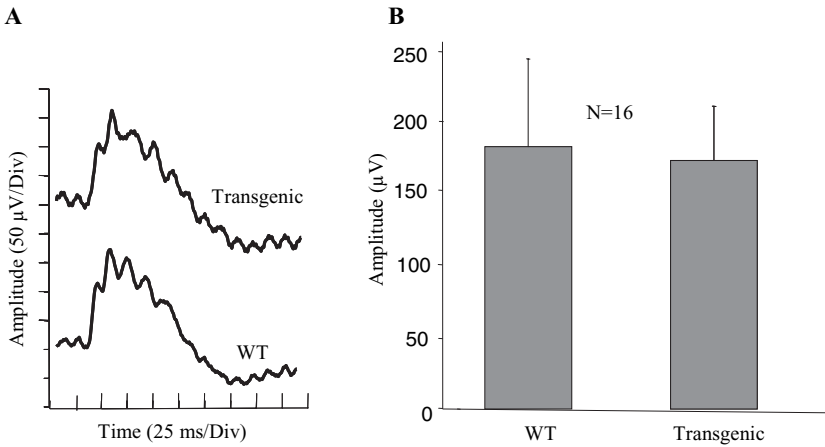 A
Amplitude (50 µV/Div)
Transgenic
WT
Time (25 ms/Div)
B
Amplitude (µV)
250
200
150
100
50
0
N=16
WT
Transgenic